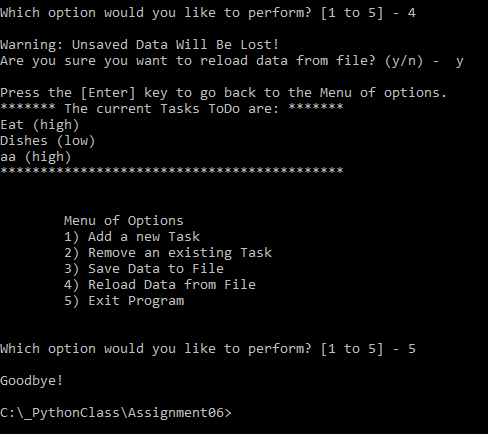 Which option would you like to perform? [1 to 5] - 4
Warning: Unsaved Data Will Be Lost!
Are you sure you want to reload data from file? (y/n) -  y
Press the [Enter] key to go back to the Menu of options.
******* The current Tasks ToDo are: *******
Eat (high)
Dishes (low)
aa (high)
*******************************************
Menu of Options
1) Add a new Task
2) Remove an existing Task
3) Save Data to File
4) Reload Data from File
5) Exit Program
Which option would you like to perform? [1 to 5] - 5
Goodbye!
C:\_PythonClass\Assignment06>